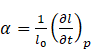 α = 1/l₀ (∂l/∂t)ₚ